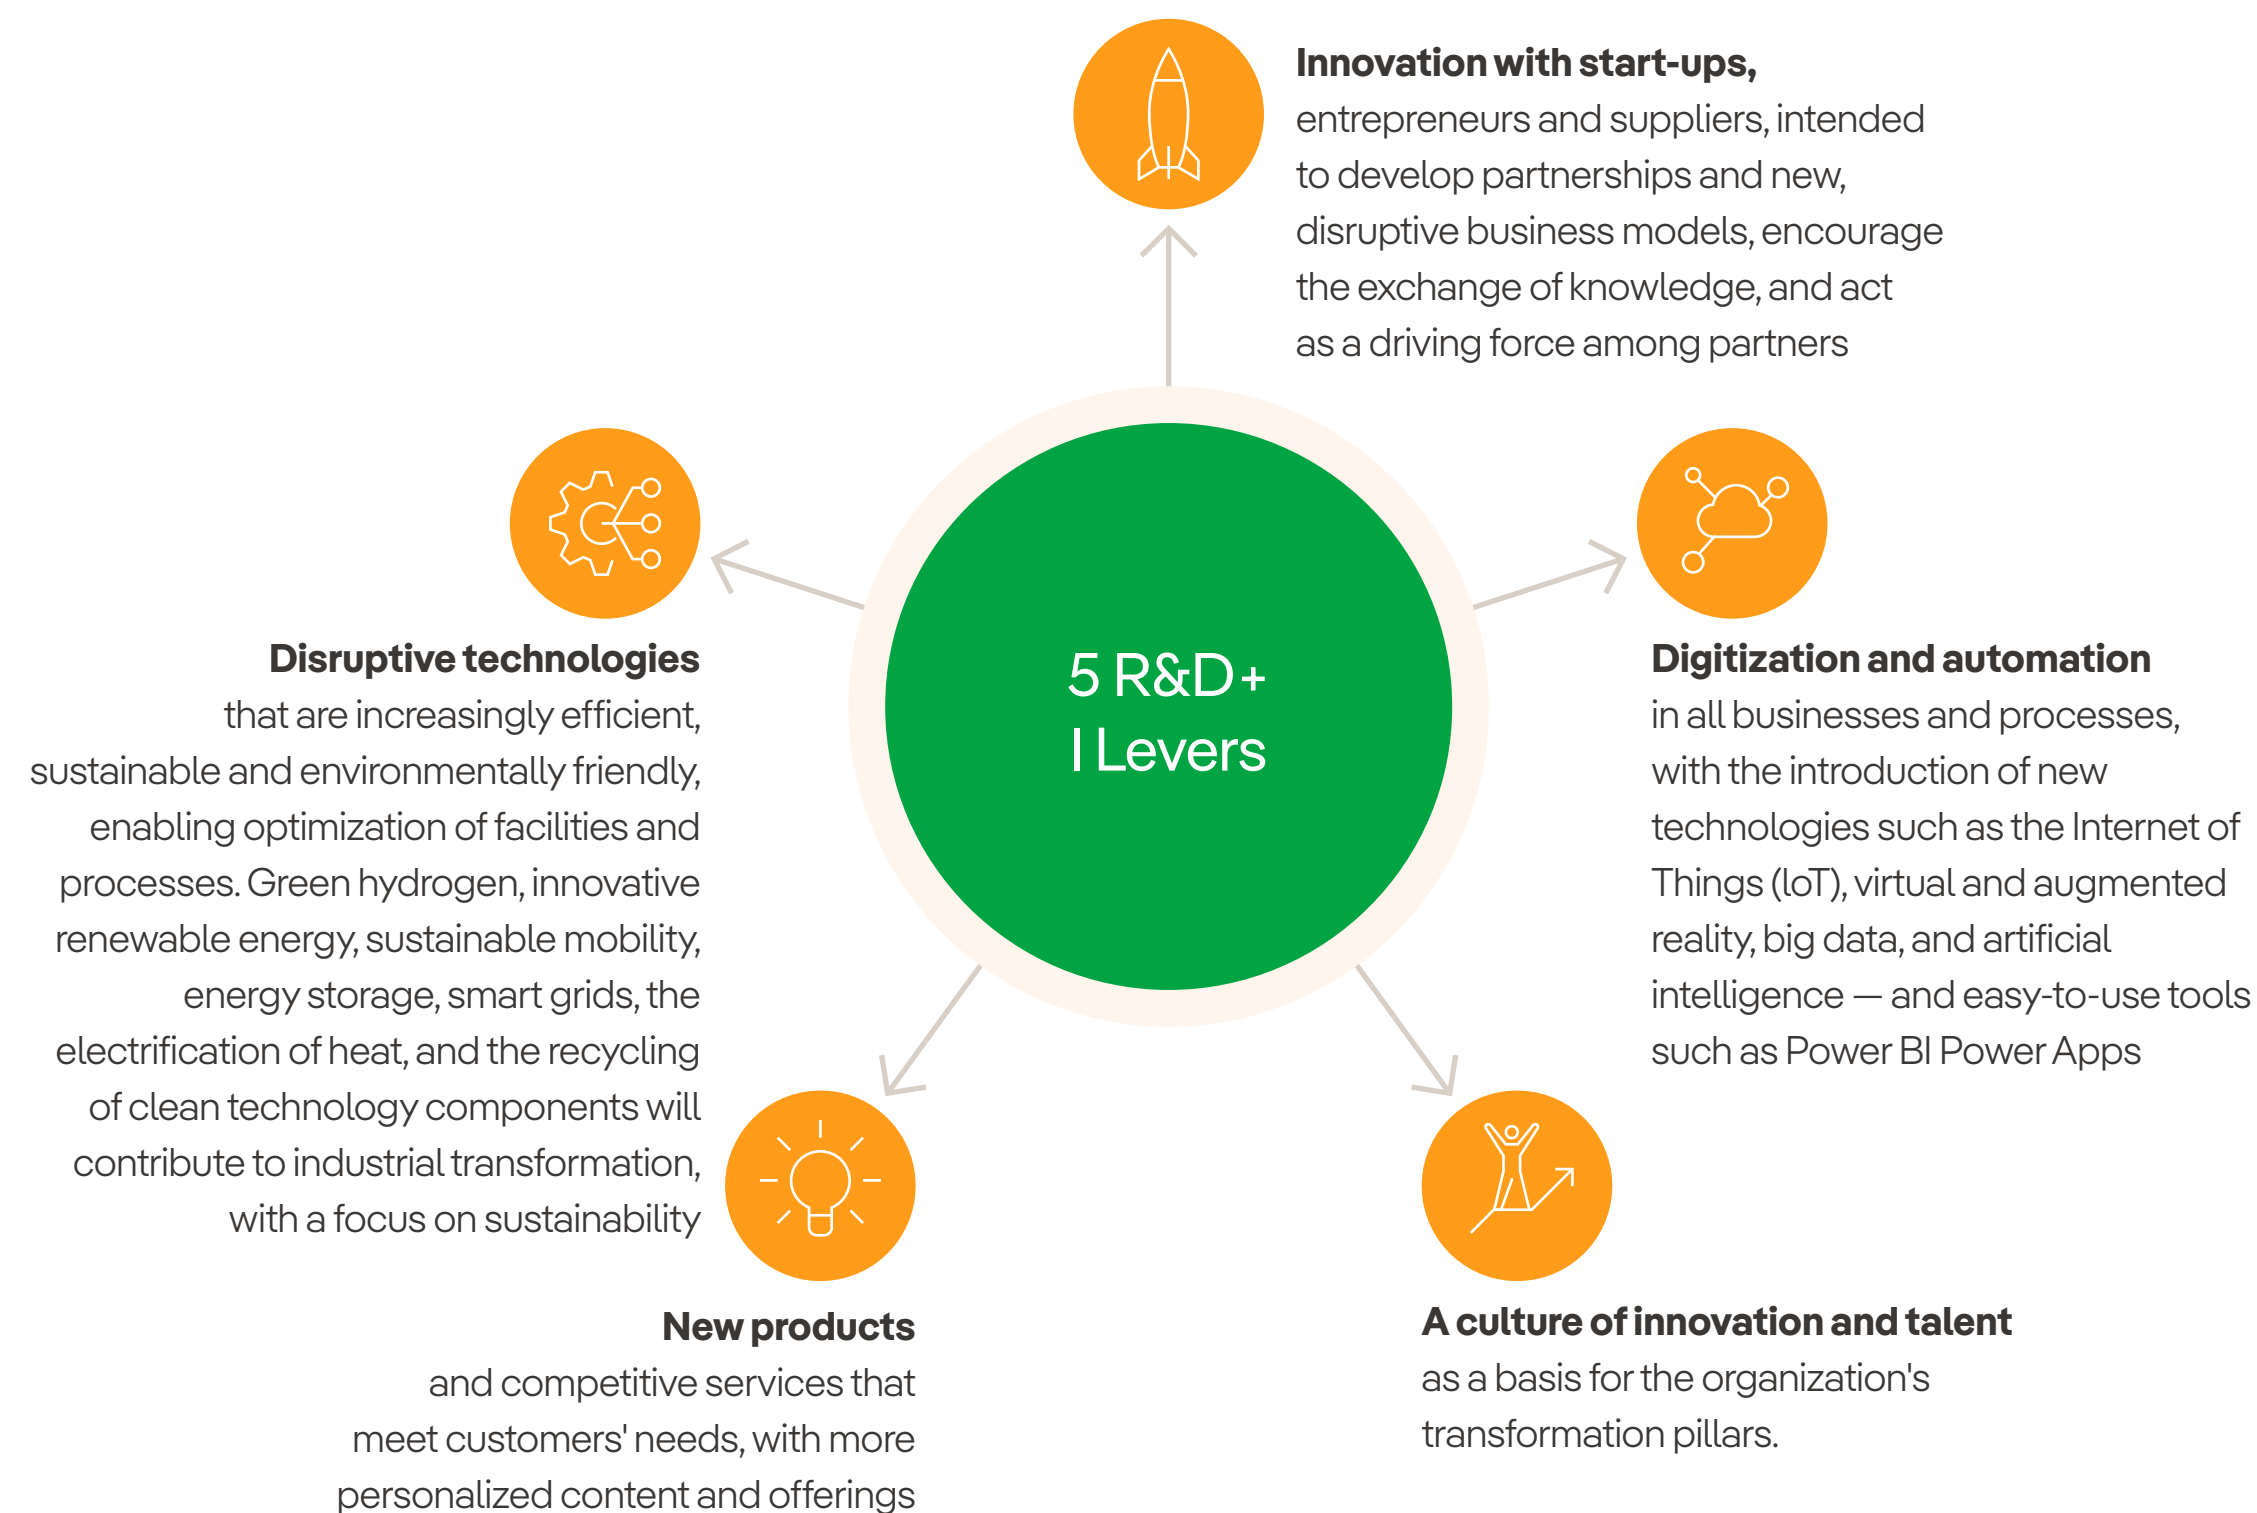 Innovation with start-ups,
entrepreneurs and suppliers, intended
to develop partnerships and new,
disruptive business models, encourage
the exchange of knowledge, and act
as a driving force among partners
5 R&D+
I Levers
Disruptive technologies
that are increasingly efficient,
sustainable and environmentally friendly,
enabling optimization of facilities and
processes. Green hydrogen, innovative
renewable energy, sustainable mobility,
energy storage, smart grids, the
electrification of heat, and the recycling
of clean technology components will
contribute to industrial transformation,
with a focus on sustainability
Digitization and automation
in all businesses and processes,
with the introduction of new
technologies such as the Internet of
Things (IoT), virtual and augmented
reality, big data, and artificial
intelligence — and easy-to-use tools
such as Power BI Power Apps
New products
and competitive services that
meet customers' needs, with more
personalized content and offerings
A culture of innovation and talent
as a basis for the organization's
transformation pillars.